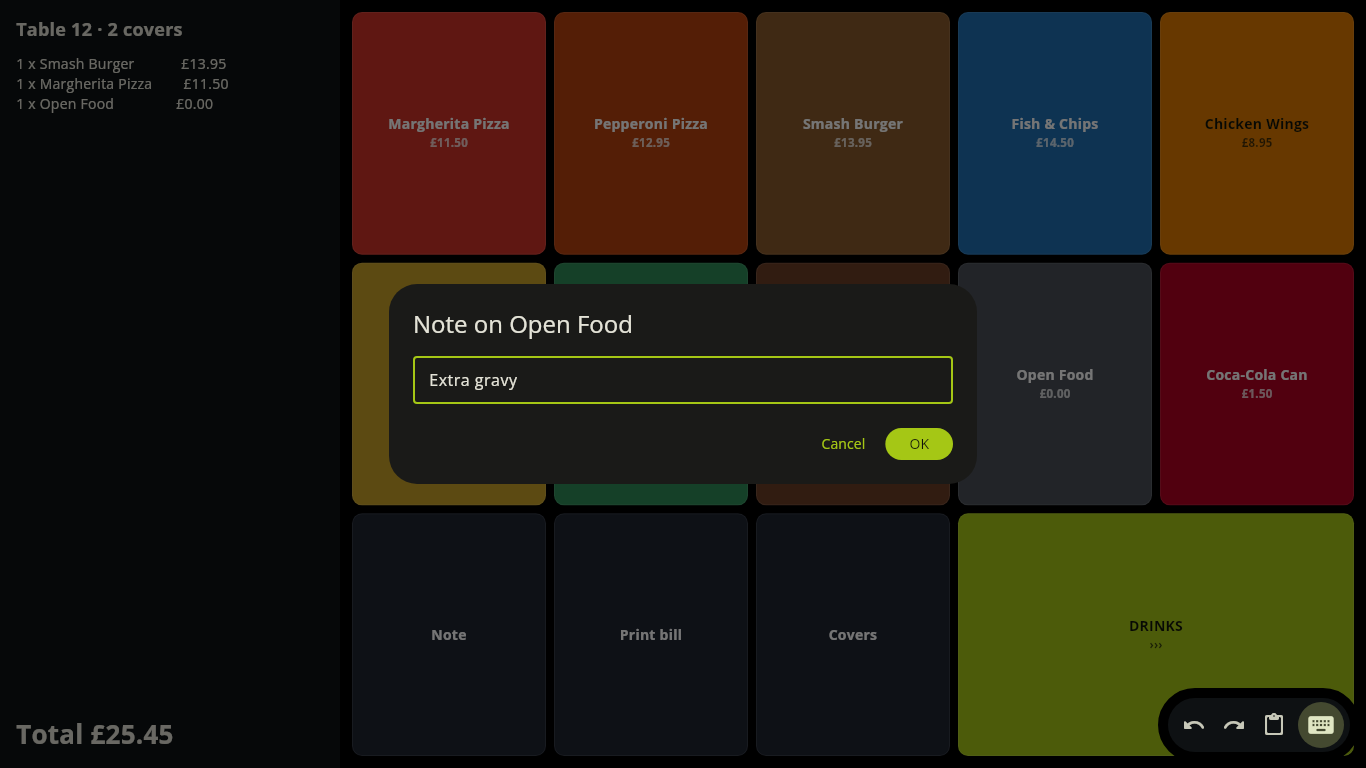 Table 12 · 2 covers
1 x Smash Burger £13.95
1 x Margherita Pizza £11.50
1 x Open Food £0.00
Total £25.45
Margherita Pizza
£11.50
Pepperoni Pizza
£12.95
Smash Burger
£13.95
Fish & Chips
£14.50
Chicken Wings
£8.95
Note on Open Food
Extra gravy
Cancel
OK
Open Food
£0.00
Coca-Cola Can
£1.50
Note
Print bill
Covers
DRINKS
›››